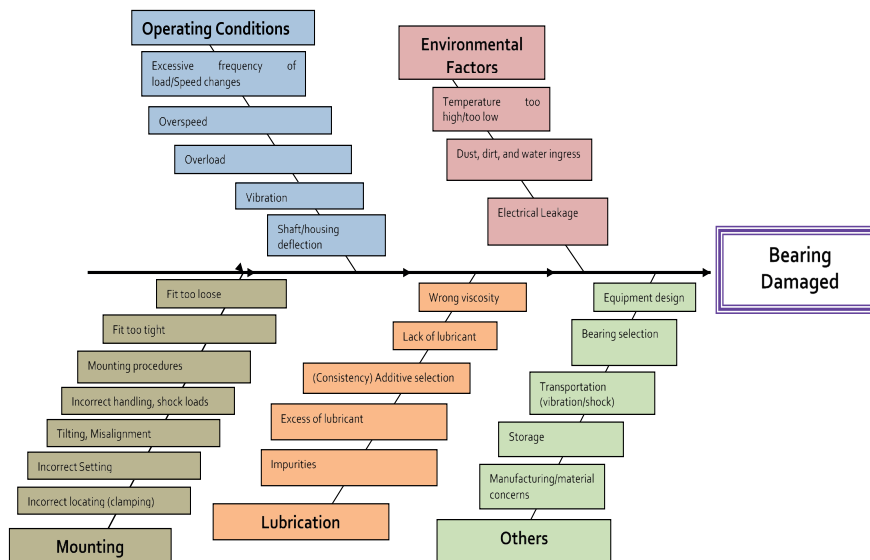 Operating Conditions
Excessive frequency of
load/Speed changes
Overspeed
Overload
Vibration
Shaft/housing
deflection
Environmental
Factors
Temperature too
high/too low
Dust, dirt, and water ingress
Electrical Leakage
Bearing
Damaged
Fit too loose
Fit too tight
Mounting procedures
Incorrect handling, shock loads
Tilting, Misalignment
Incorrect Setting
Incorrect locating (clamping)
Mounting
Wrong viscosity
Lack of lubricant
(Consistency) Additive selection
Excess of lubricant
Impurities
Lubrication
Equipment design
Bearing selection
Transportation
(vibration/shock)
Storage
Manufacturing/material
concerns
Others